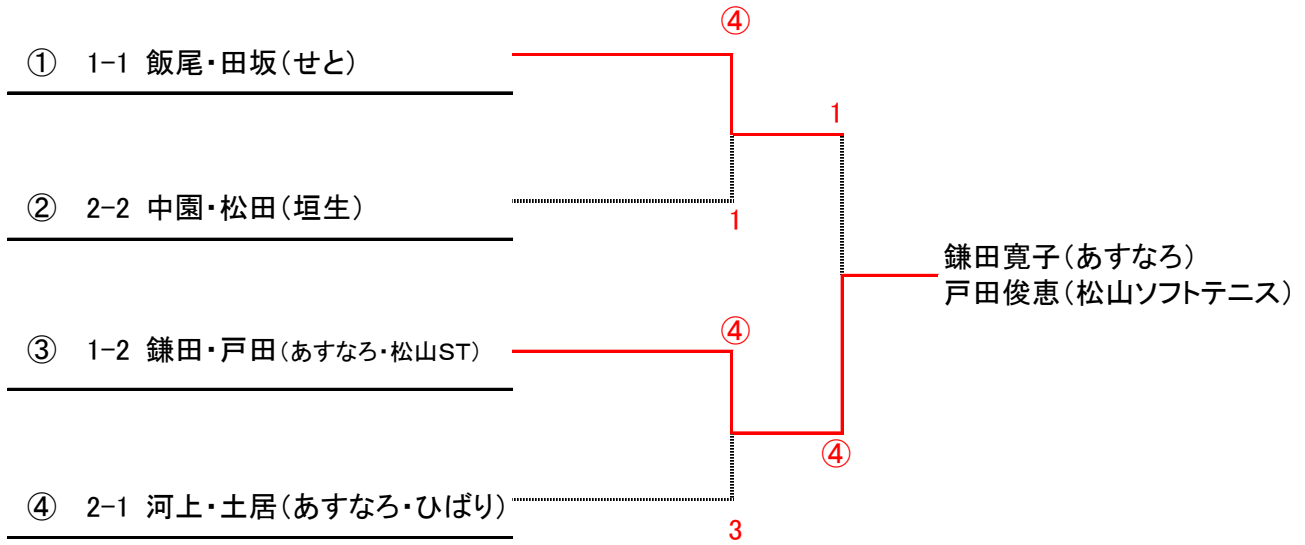 ④
① 1-1 飯尾・田坂(せと)
1
② 2-2 中園・松田(垣生)
1
鎌田寛子(あすなろ)
戸田俊恵(松山ソフトテニス)
④
③ 1-2 鎌田・戸田(あすなろ・松山ST)
④
④ 2-1 河上・土居(あすなろ・ひばり)
3